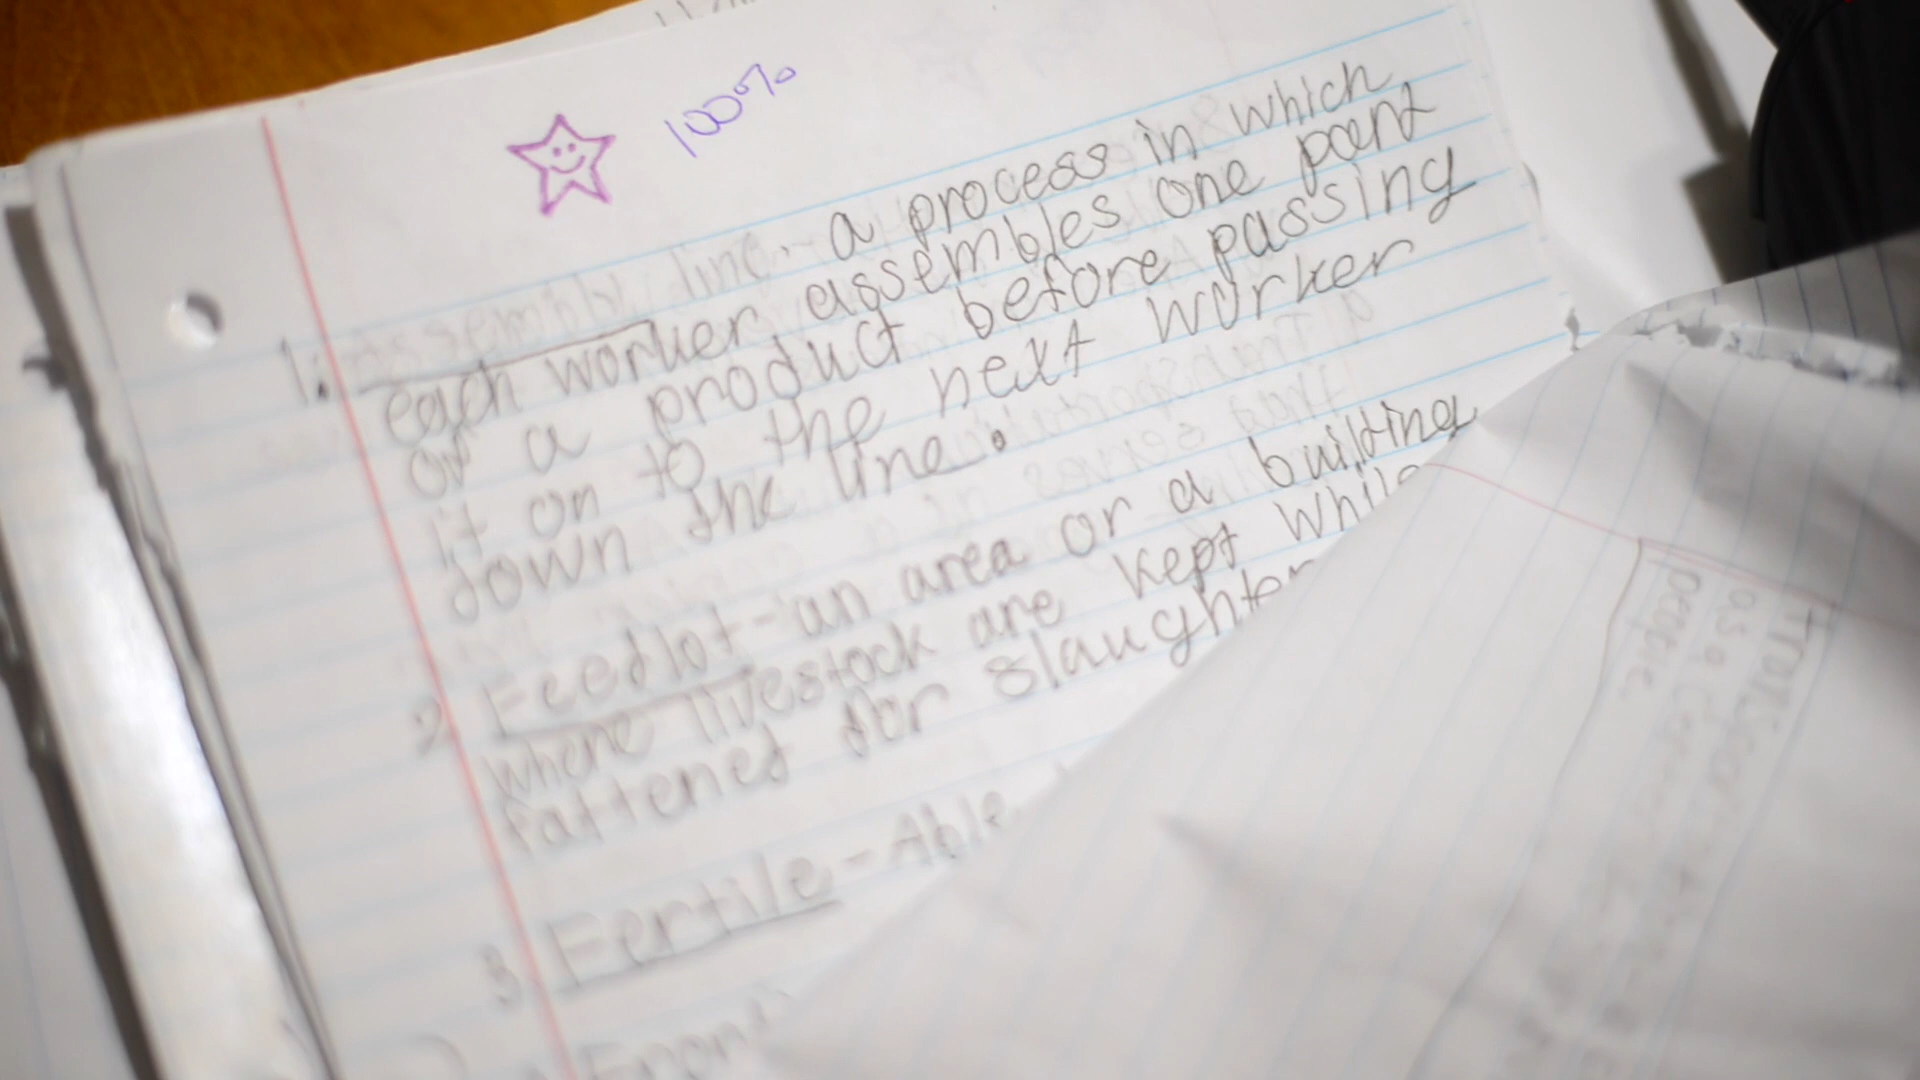 100%
1. Assembly line. a process in which
each worker assembles one part
of a product before passing
it on to the next worker
down the line.
2 Feedlot - an area or a building
where livestock are kept while
fattened for slaughter
3. Fertile - Able
people
as a